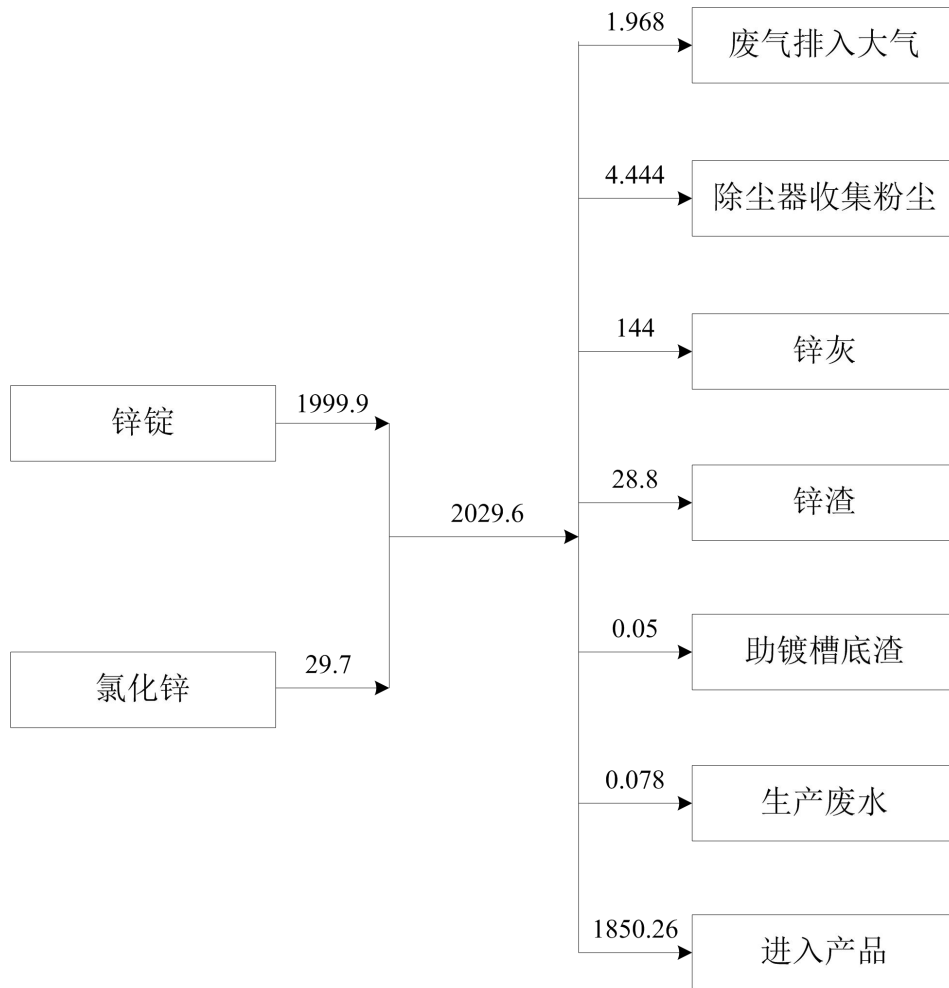 1.968
废气排入大气
4.444
除尘器收集粉尘
144
锌灰
锌锭
1999.9
28.8
锌渣
2029.6
0.05
助镀槽底渣
氯化锌
29.7
0.078
生产废水
1850.26
进入产品